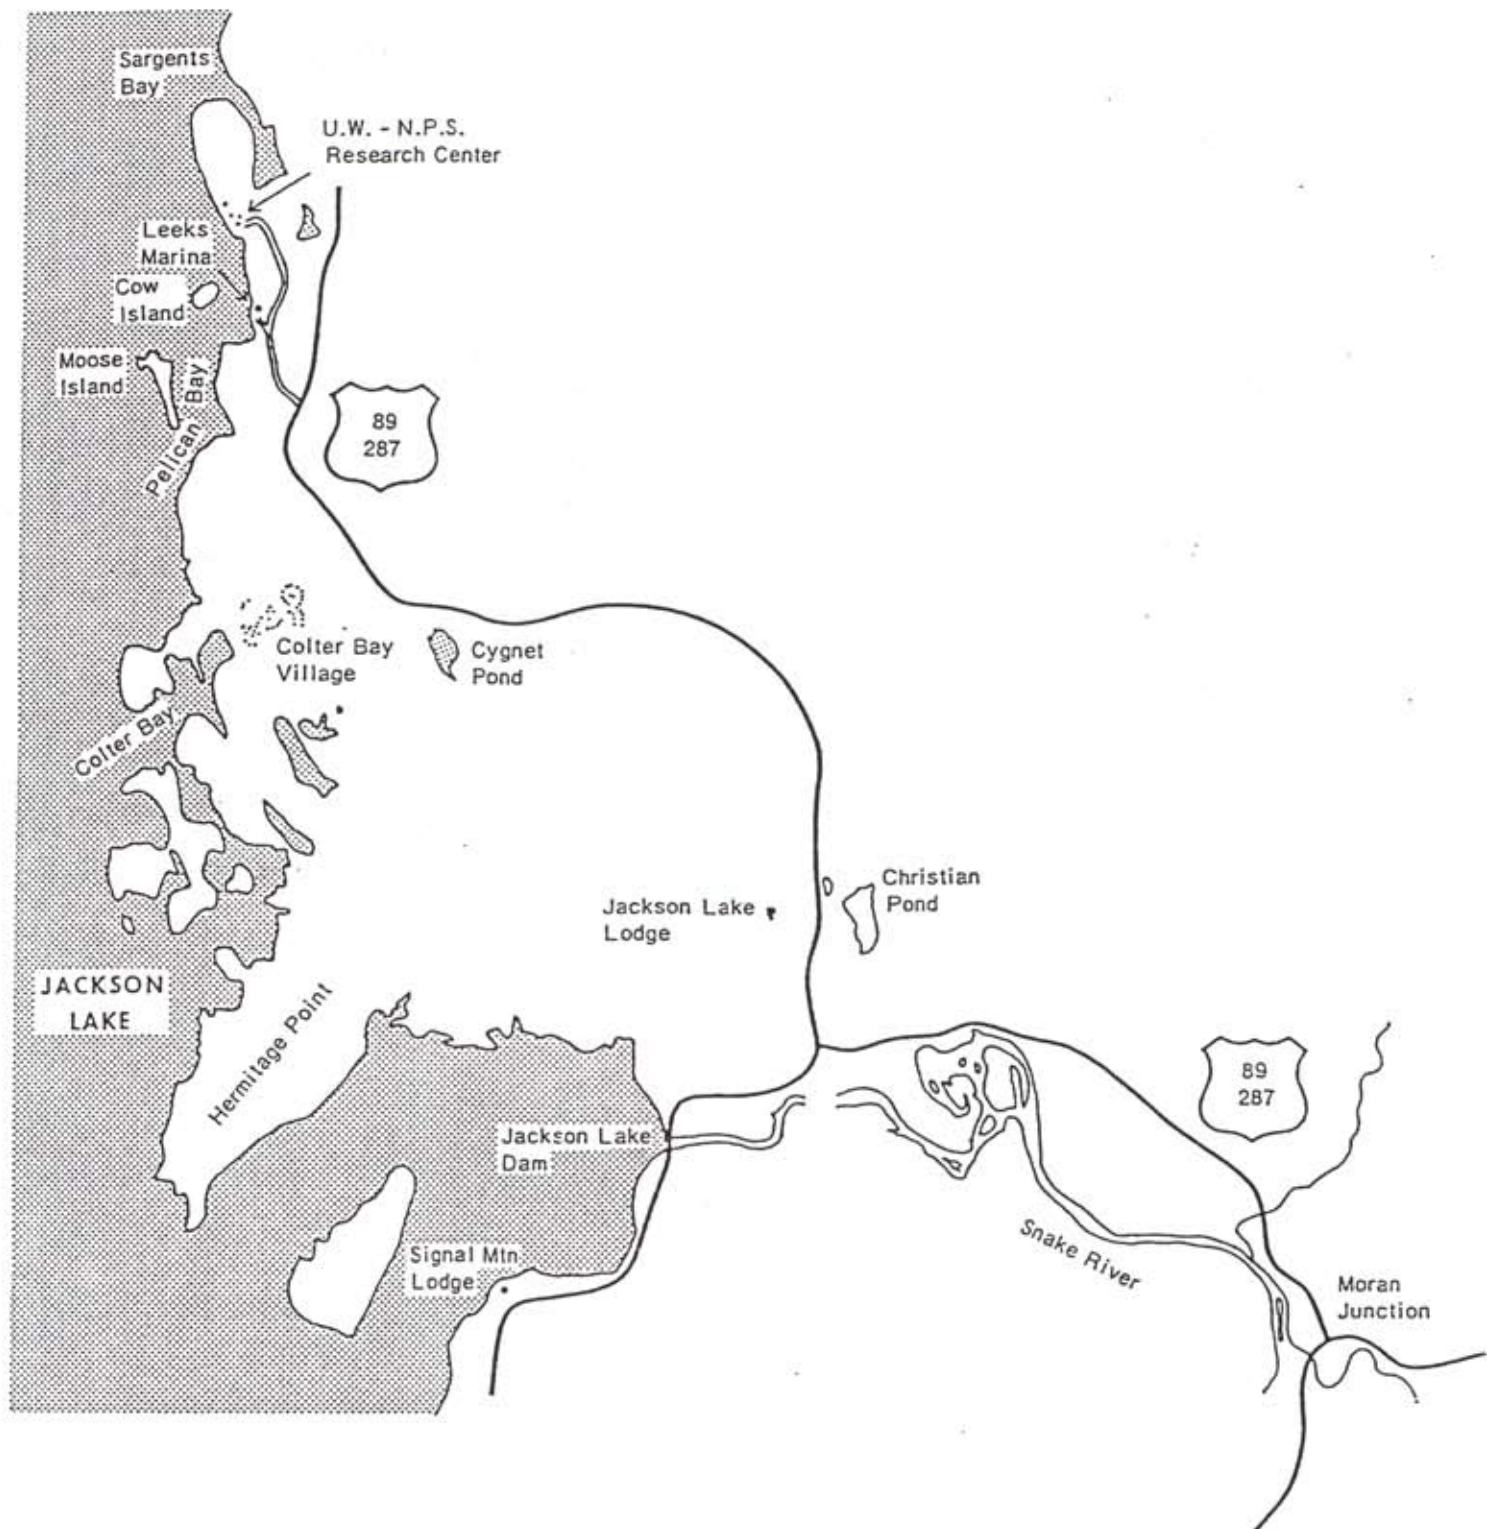 Sargents
Bay
U.W. - N.P.S.
Research Center
Leeks
Marina
Cow
Island
Moose
Island
Pelican Bay
89
287
Colter Bay
Village
Cygnet
Pond
Colter Bay
Christian
Pond
Jackson Lake
Lodge
JACKSON
LAKE
Hermitage Point
89
287
Jackson Lake
Dam
Snake River
Signal Mtn
Lodge
Moran
Junction